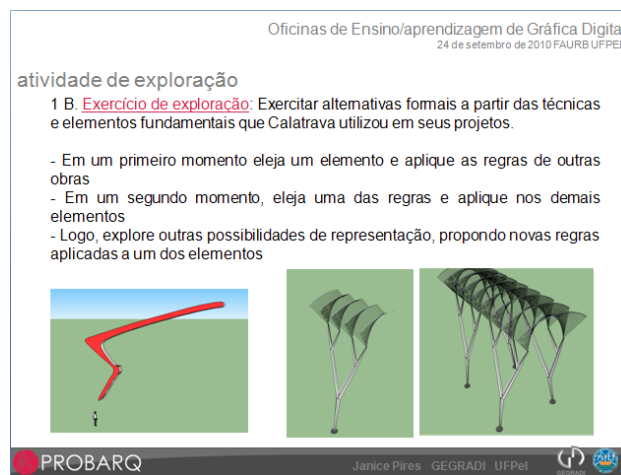 Oficinas de Ensino/aprendizagem de Gráfica Digital
24 de setembro de 2010 FAURB UFPEL
atividade de exploração
1 B. Exercício de exploração: Exercitar alternativas formais a partir das técnicas
e elementos fundamentais que Calatrava utilizou em seus projetos.
- Em um primeiro momento eleja um elemento e aplique as regras de outras
obras
- Em um segundo momento, eleja uma das regras e aplique nos demais
elementos
- Logo, explore outras possibilidades de representação, propondo novas regras
aplicadas a um dos elementos
PROBARQ
Janice Pires GEGRADI UFPel
GEGRADI